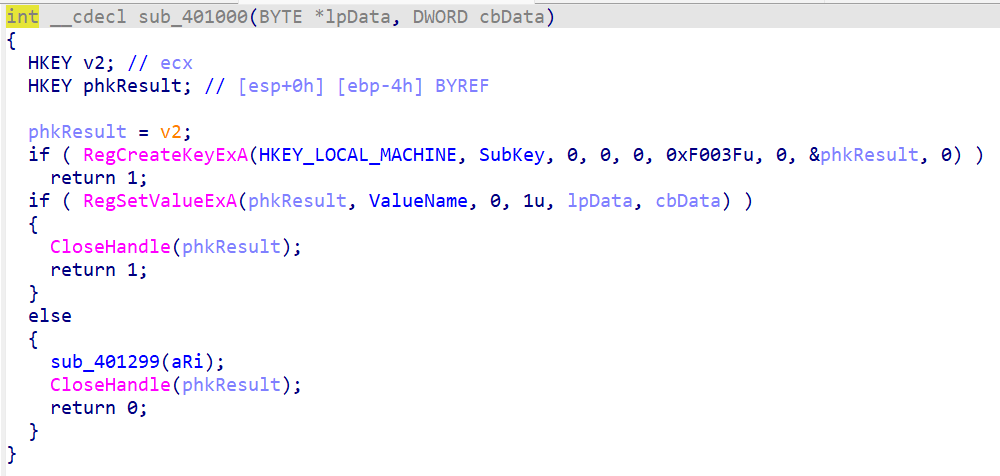 int __cdecl sub_401000(BYTE *lpData, DWORD cbData)
{
  HKEY v2; // ecx
  HKEY phkResult; // [esp+0h] [ebp-4h] BYREF

  phkResult = v2;
  if ( RegCreateKeyExA(HKEY_LOCAL_MACHINE, SubKey, 0, 0, 0, 0xF003Fu, 0, &phkResult, 0) )
    return 1;
  if ( RegSetValueExA(phkResult, ValueName, 0, 1u, lpData, cbData) )
  {
    CloseHandle(phkResult);
    return 1;
  }
  else
  {
    sub_401299(aRi);
    CloseHandle(phkResult);
    return 0;
  }
}